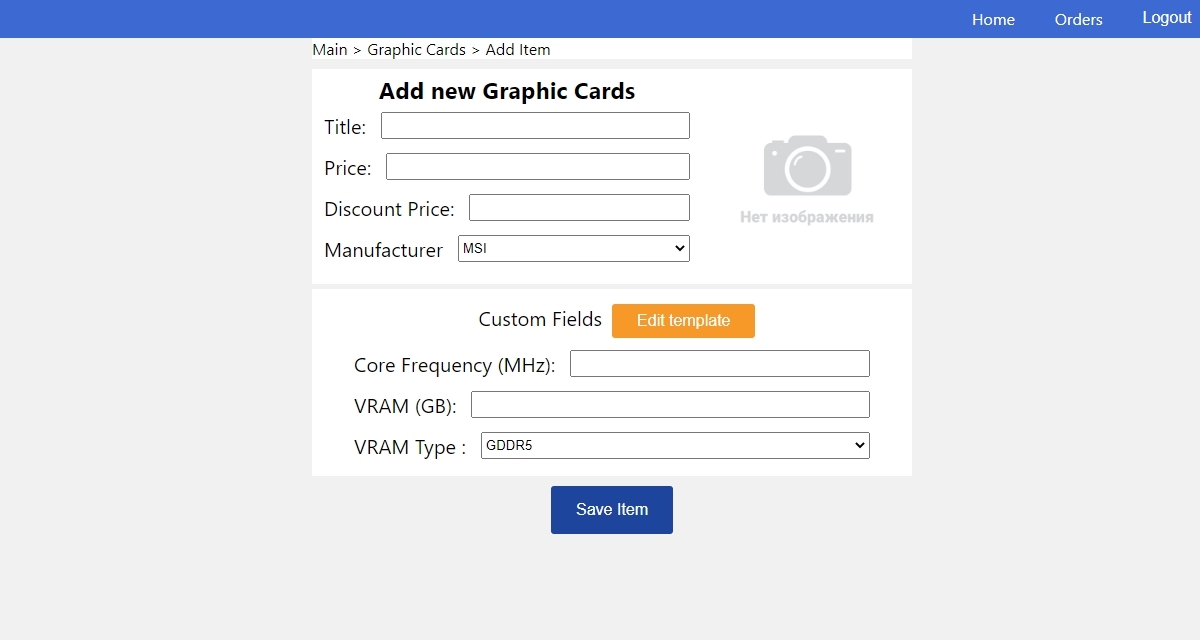 Home Orders Logout
Main > Graphic Cards > Add Item
Add new Graphic Cards
Title:
Price:
Discount Price:
Manufacturer MSI
Нет изображения
Custom Fields Edit template
Core Frequency (MHz):
VRAM (GB):
VRAM Type : GDDR5
Save Item